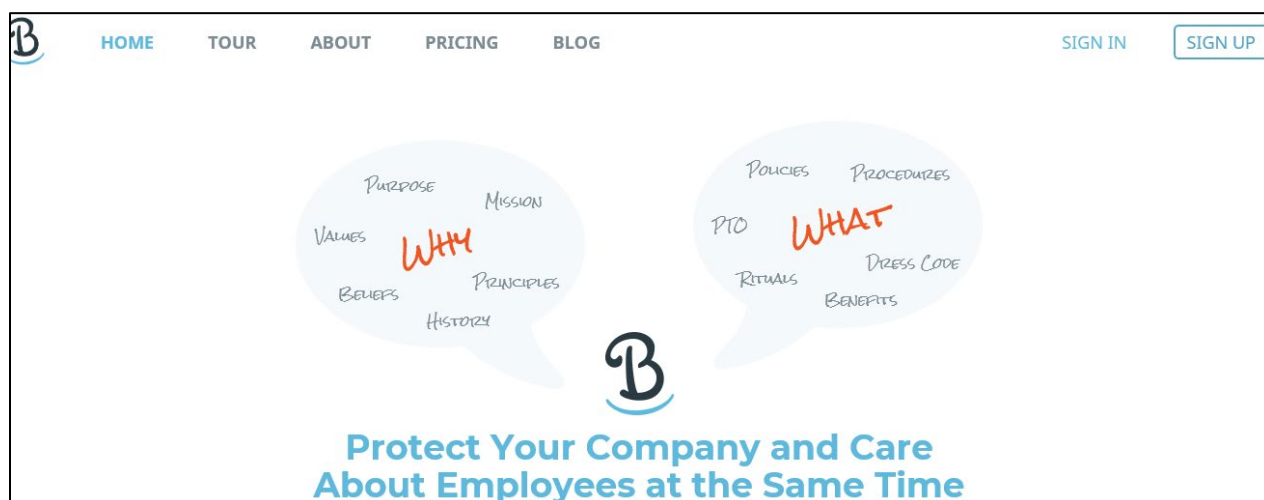 B HOME TOUR ABOUT PRICING BLOG SIGN IN SIGN UP
PURPOSE
MISSION
VALUES
WHY
PRINCIPLES
BELIEFS
HISTORY
POLICIES
PROCEDURES
PTO
WHAT
DRESS CODE
RITUALS
BENEFITS
B
Protect Your Company and Care
About Employees at the Same Time